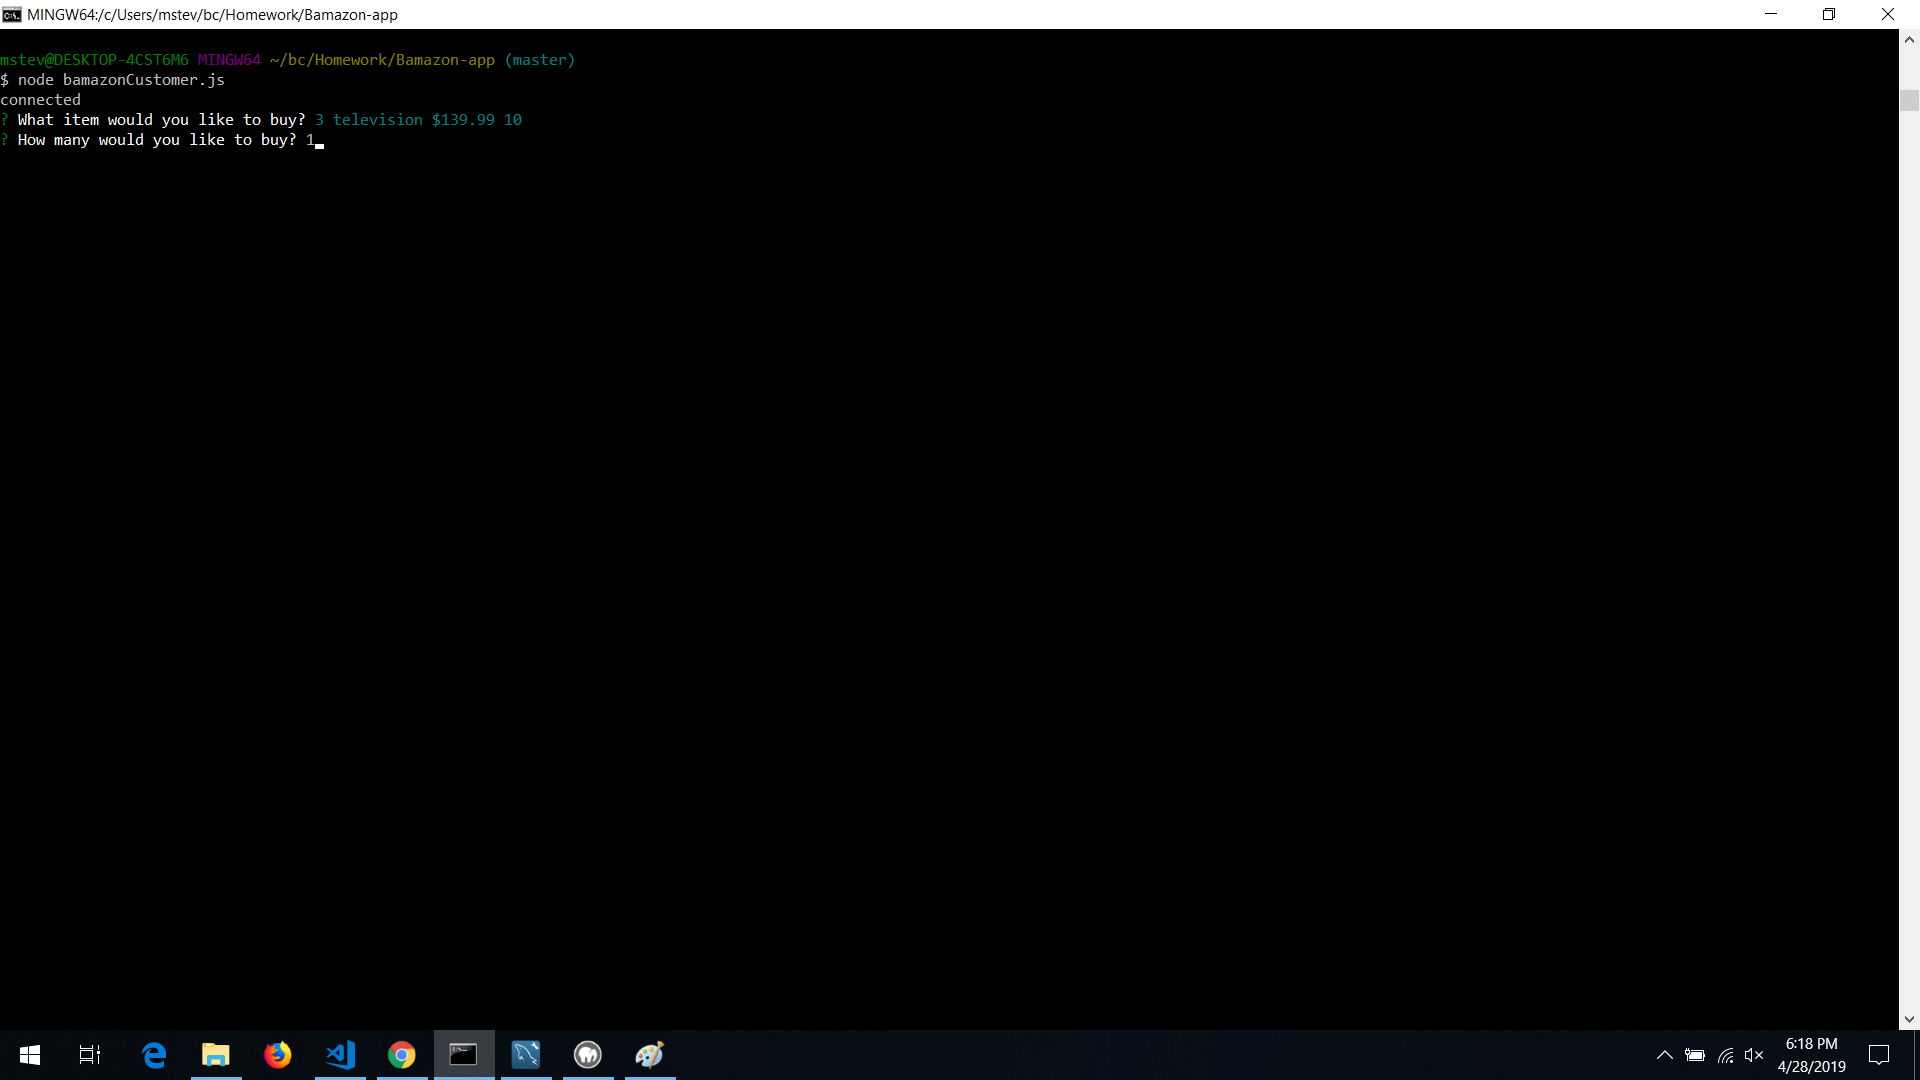 MINGW64:/c/Users/mstev/bc/Homework/Bamazon-app
mstev@DESKTOP-4CST6M6 MINGW64 ~/bc/Homework/Bamazon-app (master)
$ node bamazonCustomer.js
connected
? What item would you like to buy? 3 television $139.99 10
? How many would you like to buy? 1
6:18 PM
4/28/2019